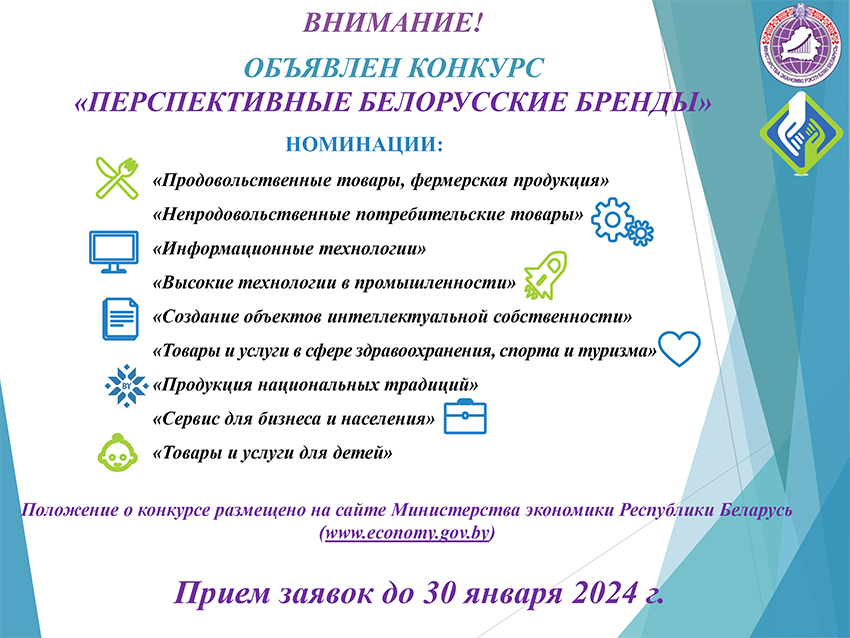 ВНИМАНИЕ!
ОБЪЯВЛЕН КОНКУРС
«ПЕРСПЕКТИВНЫЕ БЕЛОРУССКИЕ БРЕНДЫ»
НОМИНАЦИИ:
«Продовольственные товары, фермерская продукция»
«Непродовольственные потребительские товары»
«Информационные технологии»
«Высокие технологии в промышленности»
«Создание объектов интеллектуальной собственности»
«Товары и услуги в сфере здравоохранения, спорта и туризма»
BY
«Продукция национальных традиций»
«Сервис для бизнеса и населения»
«Товары и услуги для детей»
Положение о конкурсе размещено на сайте Министерства экономики Республики Беларусь
(www.economy.gov.by)
Прием заявок до 30 января 2024 г.
МИНИСТЕРСТВА ЭКОНОМИКИ РЕСПУБЛИКИ БЕЛАРУСЬ